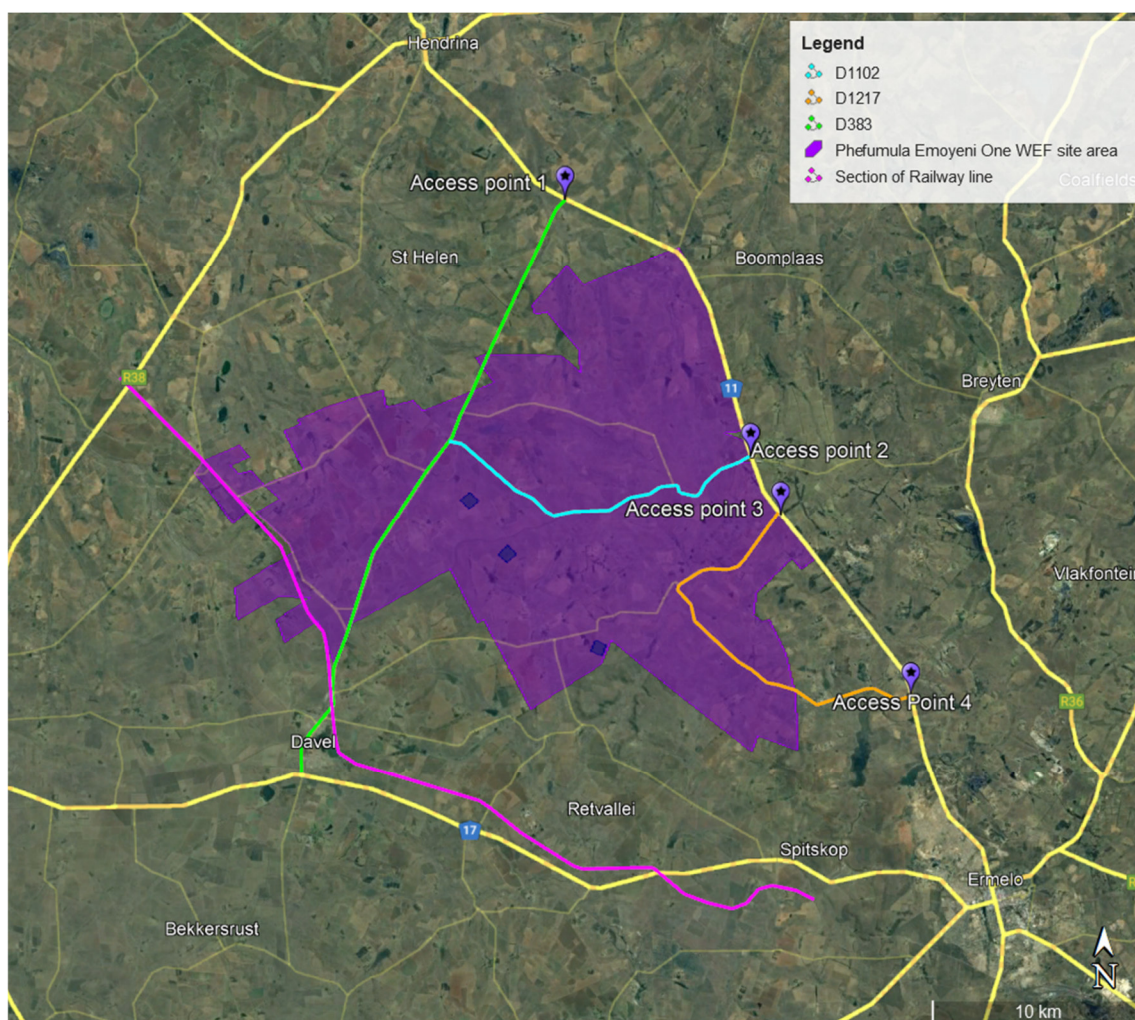 Hendrina
Legend
D1102
D1217
D383
Phefumula Emoyeni One WEF site area
Section of Railway line
Coalfields
Access point 1
St Helen
Boomplaas
R38
11
Breyten
Access point 2
Access point 3
Vlakfontein
Access Point 4
R36
Davel
Retvallei
17
Spitskop
Ermelo
R
Bekkersrust
N
10 km